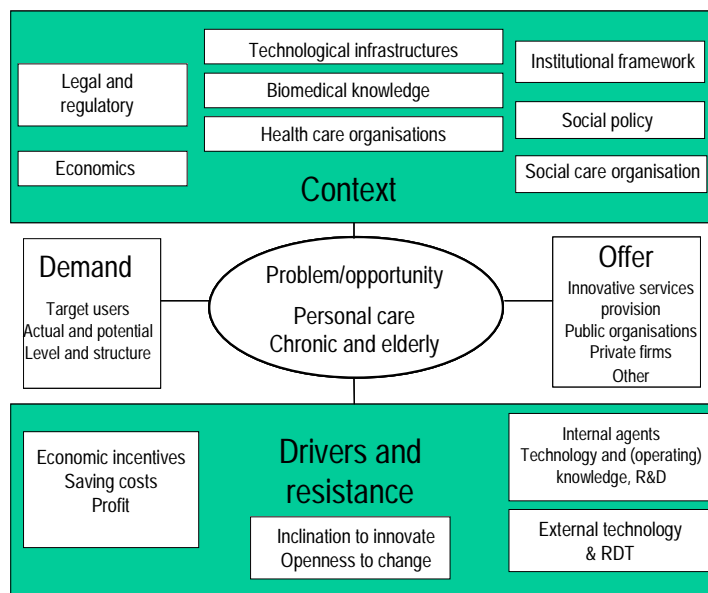 Legal and
regulatory
Economics
Technological infrastructures
Biomedical knowledge
Health care organisations
Institutional framework
Social policy
Social care organisation
Context
Demand
Target users
Actual and potential
Level and structure
Problem/opportunity
Personal care
Chronic and elderly
Offer
Innovative services
provision
Public organisations
Private firms
Other
Economic incentives
Saving costs
Profit
Drivers and
resistance
Inclination to innovate
Openness to change
Internal agents
Technology and (operating)
knowledge, R&D
External technology
& RDT